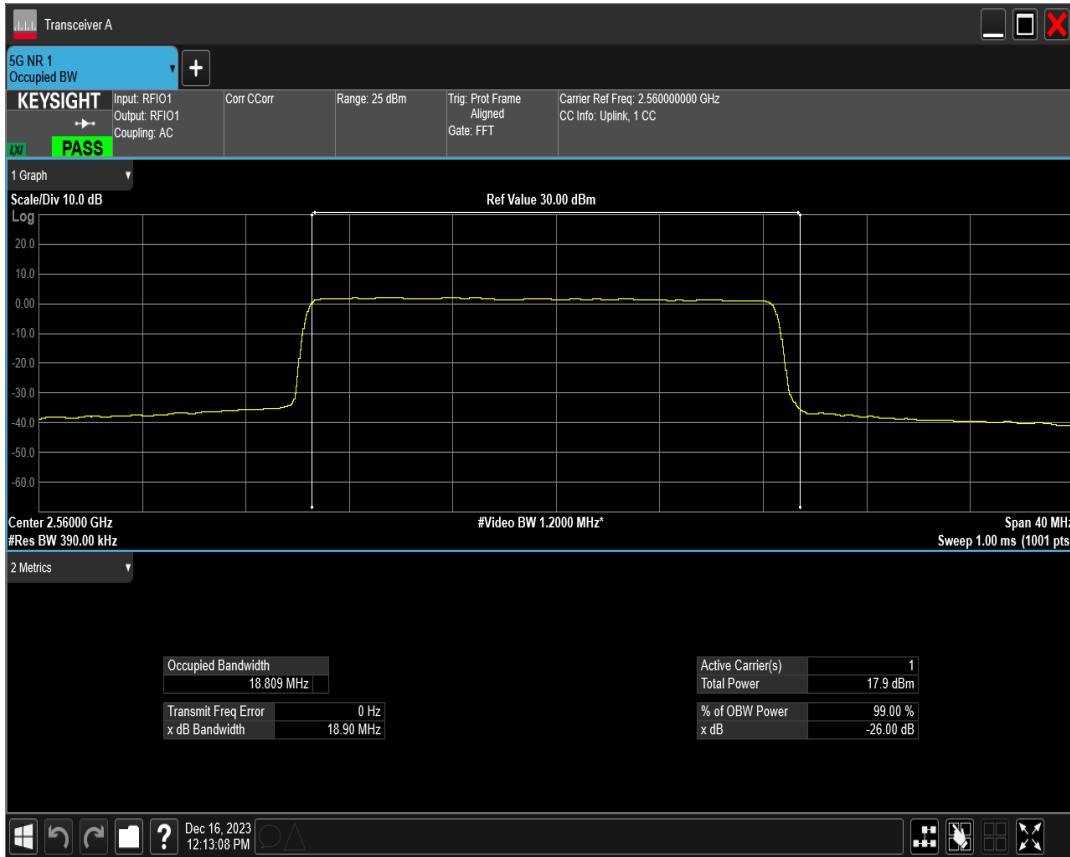 Transceiver A
5G NR 1
Occupied BW
KEYSIGHT
LXI
PASS
Input: RFIO1
Output: RFIO1
Coupling: AC
Corr CCorr
Range: 25 dBm
Trig: Prot Frame
Aligned
Gate: FFT
Carrier Ref Freq: 2.560000000 GHz
CC Info: Uplink, 1 CC
1 Graph
Scale/Div 10.0 dB
Ref Value 30.00 dBm
Log
20.0
10.0
0.00
-10.0
-20.0
-30.0
-40.0
-50.0
-60.0
Center 2.56000 GHz
#Video BW 1.2000 MHz*
Span 40 MHz
#Res BW 390.00 kHz
Sweep 1.00 ms (1001 pts
2 Metrics
Occupied Bandwidth
18.809 MHz
Transmit Freq Error 0 Hz
x dB Bandwidth 18.90 MHz
Active Carrier(s) 1
Total Power 17.9 dBm
% of OBW Power 99.00 %
x dB -26.00 dB
?
Dec 16, 2023
12:13:08 PM